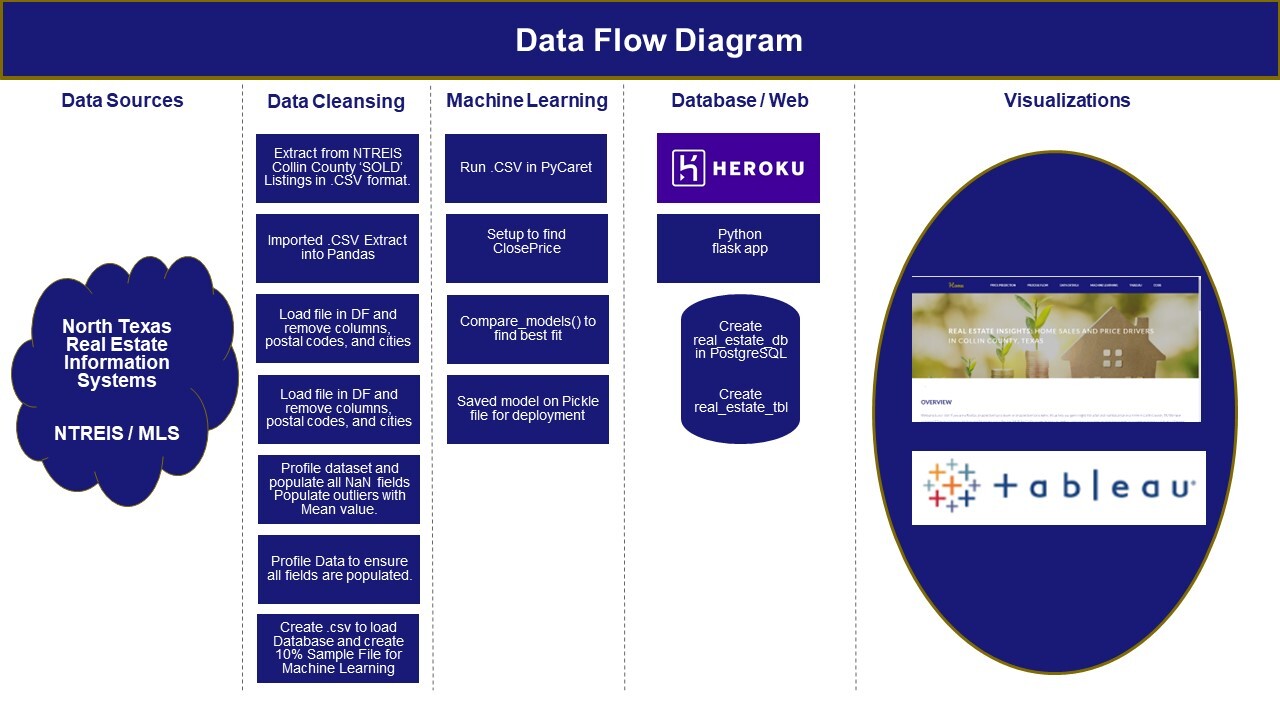 Data Flow Diagram
Data Sources
Data Cleansing
Machine Learning
Database / Web
Visualizations
North Texas
Real Estate
Information
Systems
NTREIS / MLS
Extract from NTREIS
Collin County ‘SOLD’
Listings in .CSV format.
Imported .CSV Extract
into Pandas
Load file in DF and
remove columns,
postal codes, and cities
Load file in DF and
remove columns,
postal codes, and cities
Profile dataset and
populate all NaN fields
Populate outliers with
Mean value.
Profile Data to ensure
all fields are populated.
Create .csv to load
Database and create
10% Sample File for
Machine Learning
Run .CSV in PyCaret
Setup to find
ClosePrice
Compare_models() to
find best fit
Saved model on Pickle
file for deployment
HEROKU
Python
flask app
Create
real_estate_db
in PostgreSQL
Create
real_estate_tbl
REAL ESTATE INSIGHTS: HOME SALES AND PRICE DRIVERS
IN COLLIN COUNTY, TEXAS
OVERVIEW
+ableau